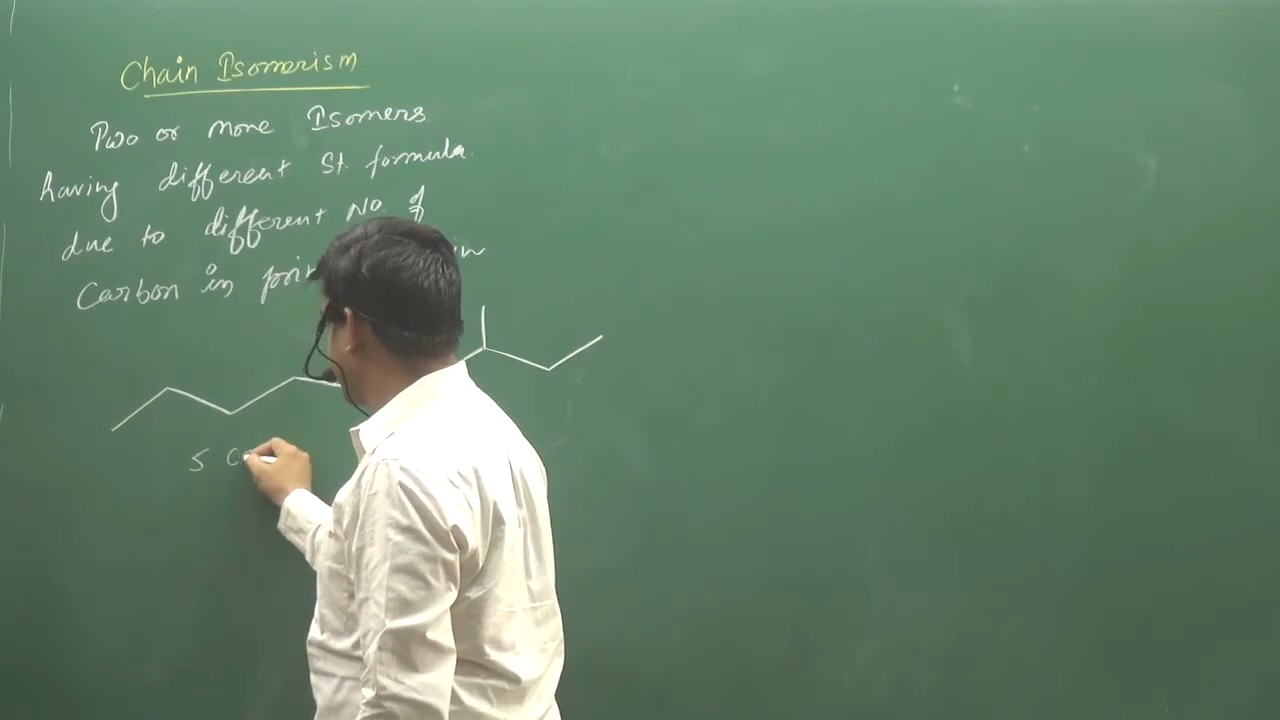 Chain Isomerism
Two or more Isomers
having different St. formula.
due to different No. of
Carbon in
5 C